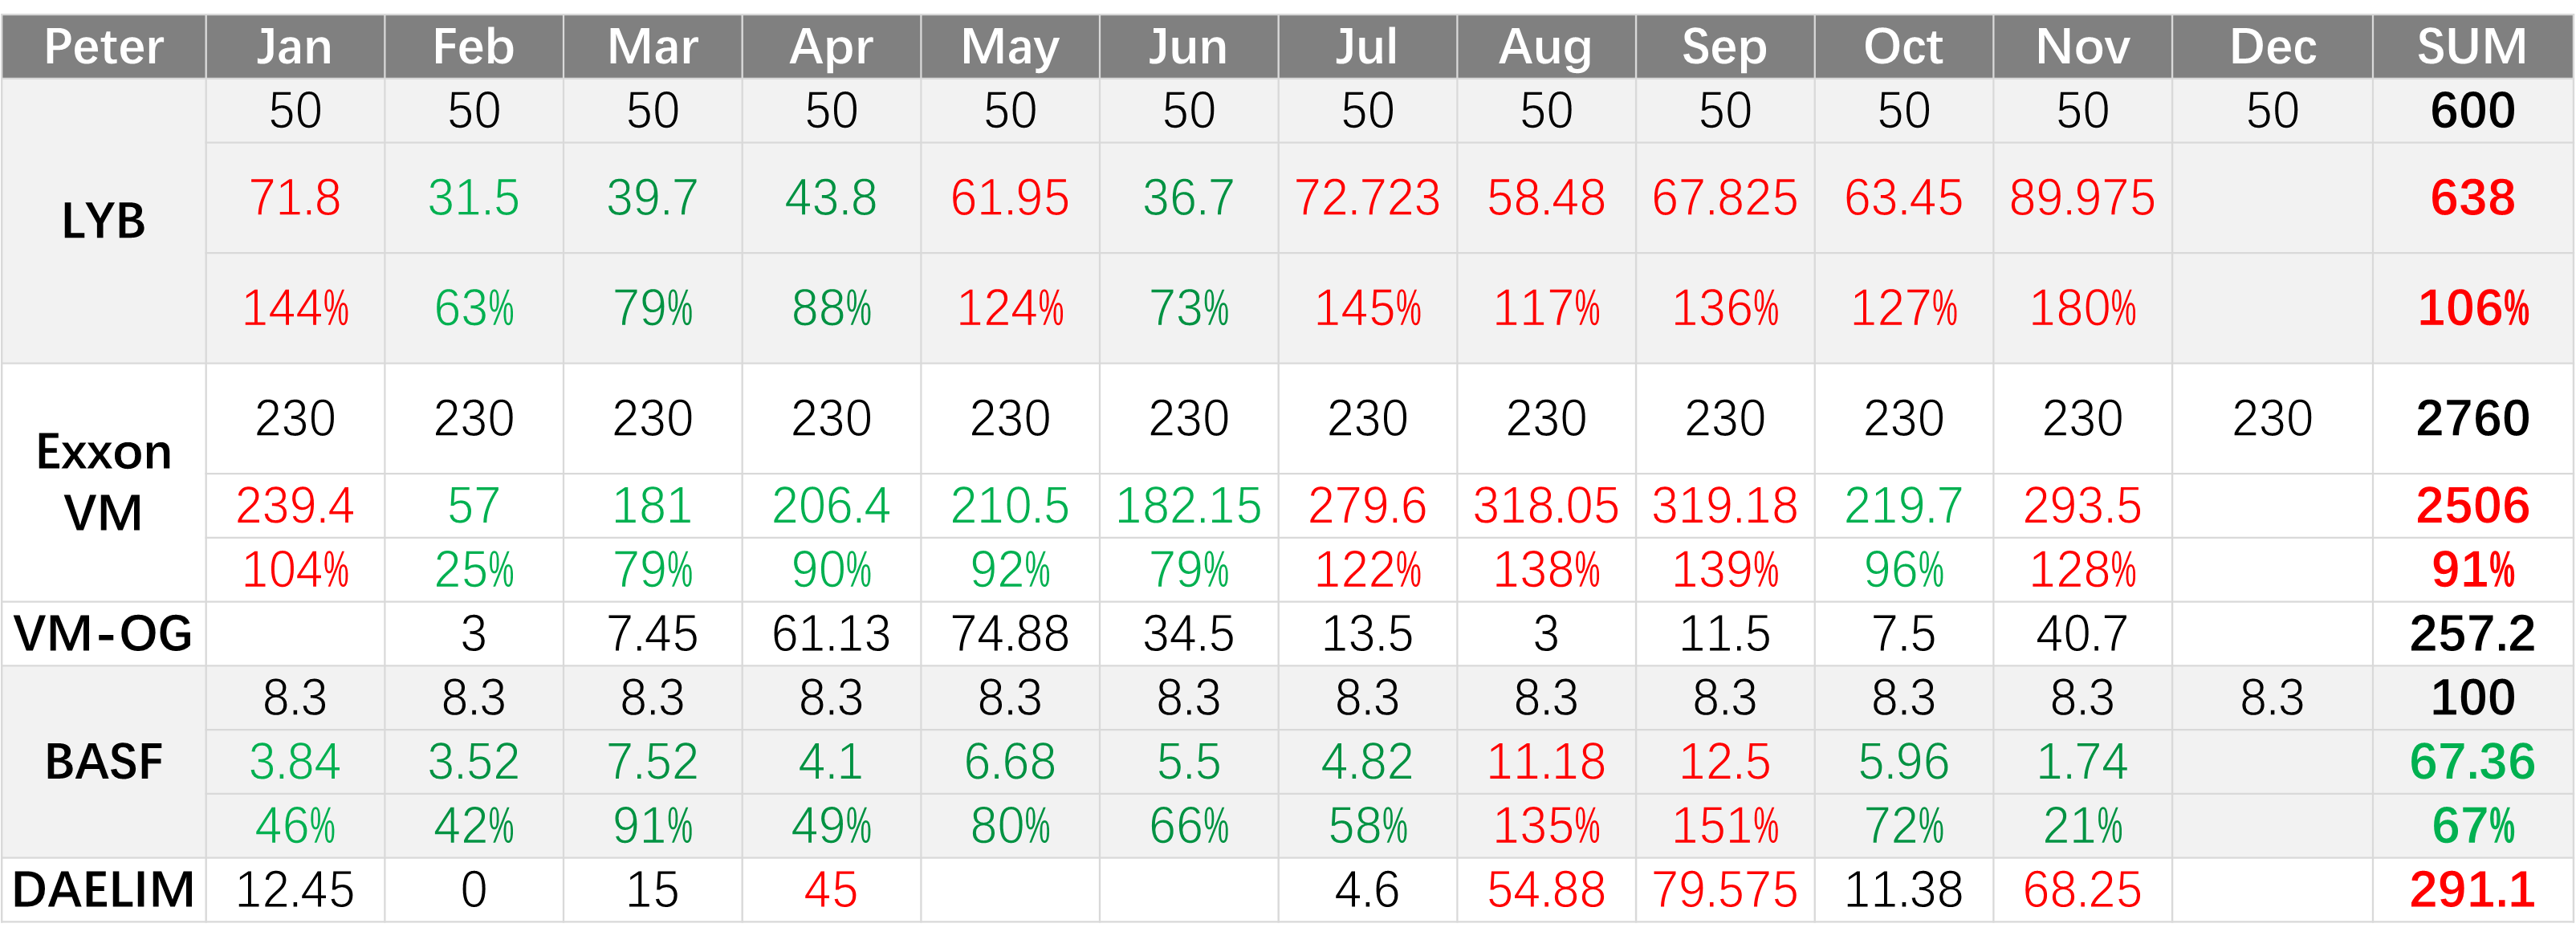 Peter Jan Feb Mar Apr May Jun Jul Aug Sep Oct Nov Dec SUM
LYB
50 50 50 50 50 50 50 50 50 50 50 50 600
71.8 31.5 39.7 43.8 61.95 36.7 72.723 58.48 67.825 63.45 89.975 638
144% 63% 79% 88% 124% 73% 145% 117% 136% 127% 180% 106%
Exxon
VM
230 230 230 230 230 230 230 230 230 230 230 230 2760
239.4 57 181 206.4 210.5 182.15 279.6 318.05 319.18 219.7 293.5 2506
104% 25% 79% 90% 92% 79% 122% 138% 139% 96% 128% 91%
VM-OG 3 7.45 61.13 74.88 34.5 13.5 3 11.5 7.5 40.7 257.2
BASF
8.3 8.3 8.3 8.3 8.3 8.3 8.3 8.3 8.3 8.3 8.3 8.3 100
3.84 3.52 7.52 4.1 6.68 5.5 4.82 11.18 12.5 5.96 1.74 67.36
46% 42% 91% 49% 80% 66% 58% 135% 151% 72% 21% 67%
DAELIM 12.45 0 15 45 4.6 54.88 79.575 11.38 68.25 291.1